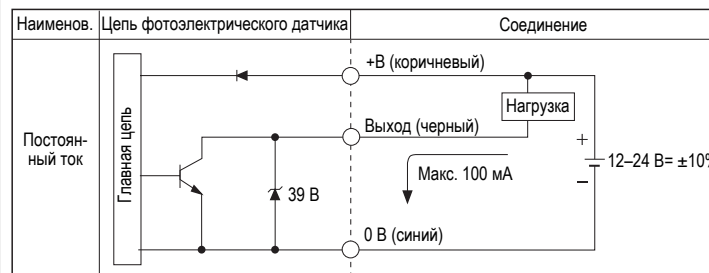 Наименов. Цепь фотоэлектрического датчика Соединение
+В (коричневый)
Нагрузка
Выход (черный)
Постоян-
ный ток
Главная цепь
Макс. 100 мА
+
12–24 В= ±10%
–
39 В
0 В (синий)